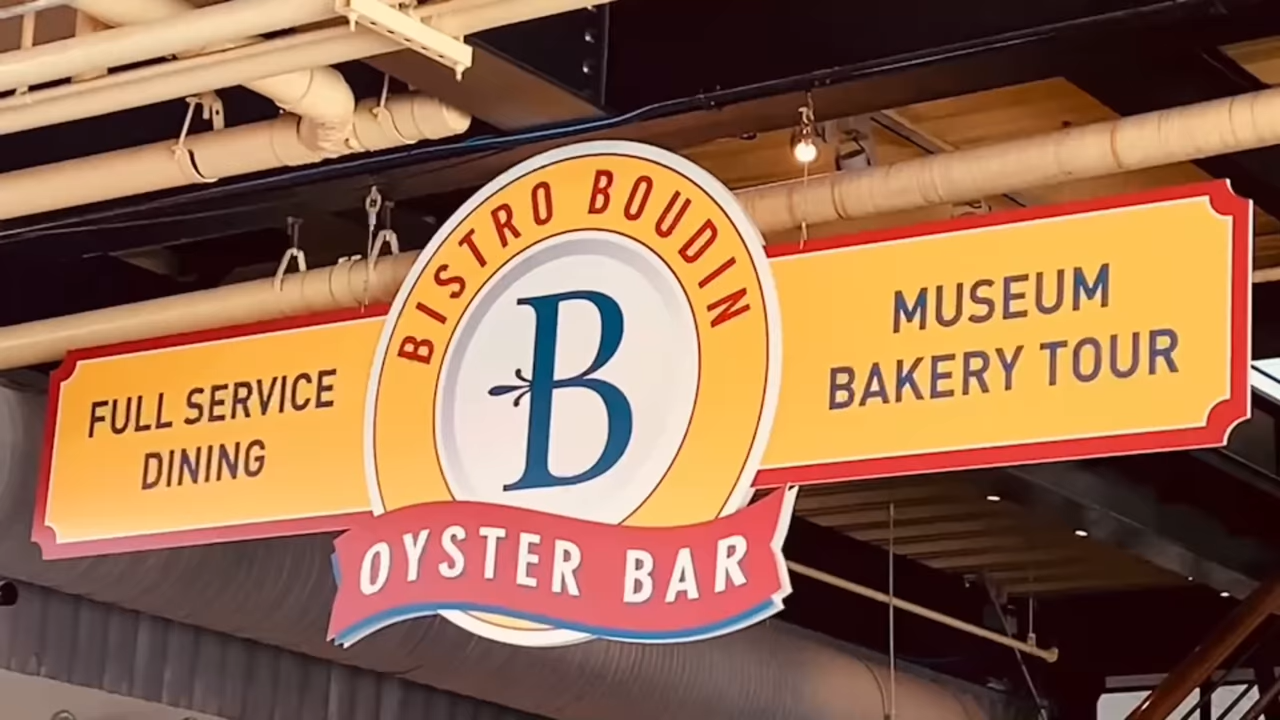 BISTRO BOUDIN
B
OYSTER BAR
FULL SERVICE
DINING
MUSEUM
BAKERY TOUR